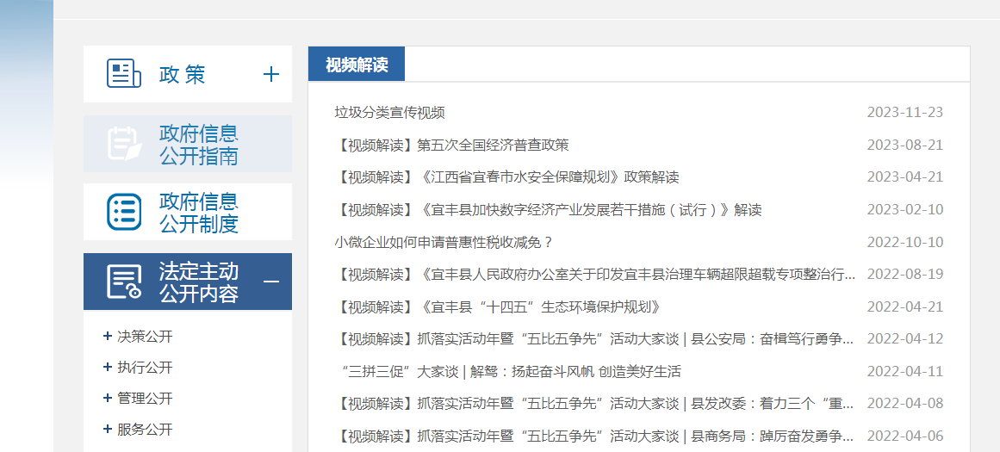 政 策
政府信息
公开指南
政府信息
公开制度
法定主动
公开内容
决策公开
执行公开
管理公开
服务公开
视频解读
垃圾分类宣传视频 2023-11-23
【视频解读】第五次全国经济普查政策 2023-08-21
【视频解读】《江西省宜春市水安全保障规划》政策解读 2023-04-21
【视频解读】《宜丰县加快数字经济产业发展若干措施（试行）》解读 2023-02-10
小微企业如何申请普惠性税收减免？ 2022-10-10
【视频解读】《宜丰县人民政府办公室关于印发宜丰县治理车辆超限超载专项整治行... 2022-08-19
【视频解读】《宜丰县“十四五”生态环境保护规划》 2022-04-21
【视频解读】抓落实活动年暨“五比五争先”活动大家谈 | 县公安局：奋楫笃行勇争... 2022-04-12
“三拼三促”大家谈 | 解鸳：扬起奋斗风帆 创造美好生活 2022-04-11
【视频解读】抓落实活动年暨“五比五争先”活动大家谈 | 县发改委：着力三个“重... 2022-04-08
【视频解读】抓落实活动年暨“五比五争先”活动大家谈 | 县商务局：踔厉奋发勇争... 2022-04-06